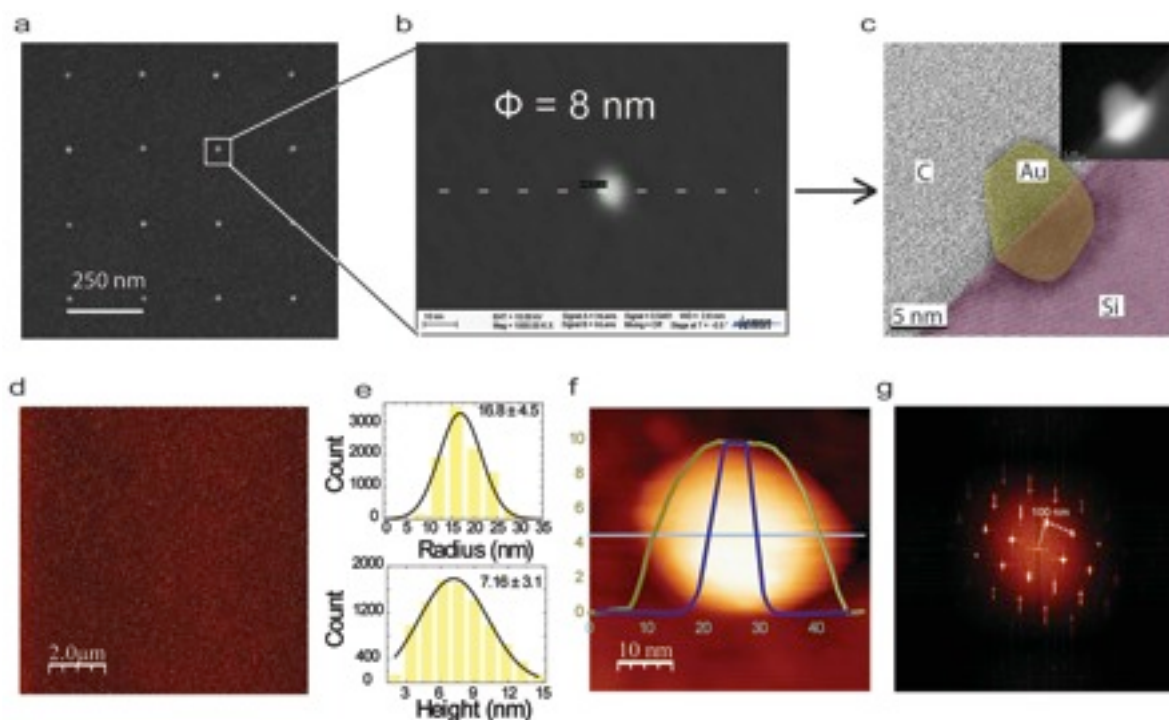 a
b
c
250 nm
Φ = 8 nm
C
Au
Si
5 nm
d
e
f
g
2.0µm
16.8 ± 4.5
Count
3000
2000
1000
0
0 5 10 15 20 25 30 35
Radius (nm)
7.16 ± 3.1
Count
2000
1200
400
0
3 6 9 12 15
Height (nm)
10
8
6
4
2
0
0 10 20 30 40
10 nm
100 nm